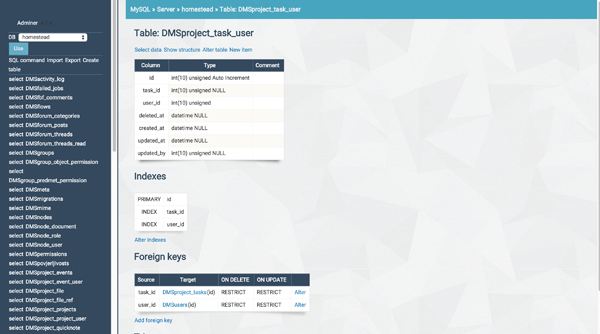 MySQL » Server » homestead » Table: DMSproject_task_user
Adminer
DB homestead
Use
SQL command Import Export Create
table
select DMSactivity_log
select DMSfailed_jobs
select DMSfbf_comments
select DMSflows
select DMSforum_categories
select DMSforum_posts
select DMSforum_threads
select DMSforum_threads_read
select DMSgroups
select DMSgroup_object_permission
select
DMSgroup_predmet_permission
select DMSmeta
select DMSmigrations
select DMSmime
select DMSnodes
select DMSnode_document
select DMSnode_role
select DMSnode_user
select DMSpermissions
select DMSproject_events
select DMSproject_event_user
select DMSproject_file
select DMSproject_file_ref
select DMSproject_projects
select DMSproject_project_user
select DMSproject_quicknote
Table: DMSproject_task_user
Select data Show structure Alter table New item
Column Type Comment
id int(10) unsigned Auto Increment
task_id int(10) unsigned NULL
user_id int(10) unsigned
deleted_at datetime NULL
created_at datetime NULL
updated_at datetime NULL
updated_by int(10) unsigned NULL
Indexes
PRIMARY id
INDEX task_id
INDEX user_id
Alter indexes
Foreign keys
Source Target ON DELETE ON UPDATE
task_id DMSproject_tasks(id) RESTRICT RESTRICT Alter
user_id DMSusers(id) RESTRICT RESTRICT Alter
Add foreign key